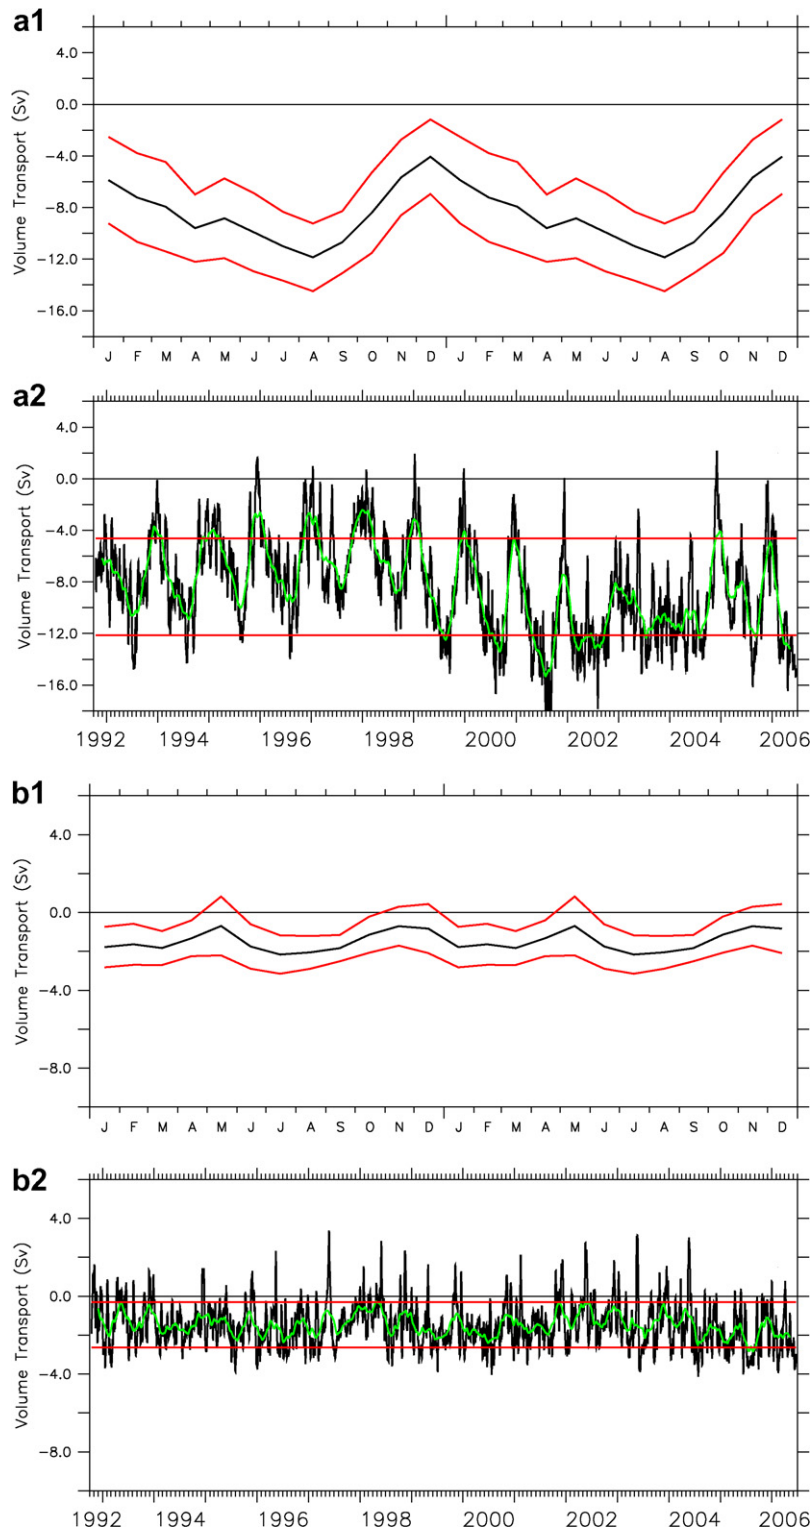 a1
4.0
0.0
−4.0
−8.0
−12.0
−16.0
Volume Transport (Sv)
J F M A M J J A S O N D J F M A M J J A S O N D
a2
4.0
0.0
−4.0
−8.0
−12.0
−16.0
Volume Transport (Sv)
1992 1994 1996 1998 2000 2002 2004 2006
b1
4.0
0.0
−4.0
−8.0
Volume Transport (Sv)
J F M A M J J A S O N D J F M A M J J A S O N D
b2
4.0
0.0
−4.0
−8.0
Volume Transport (Sv)
1992 1994 1996 1998 2000 2002 2004 2006